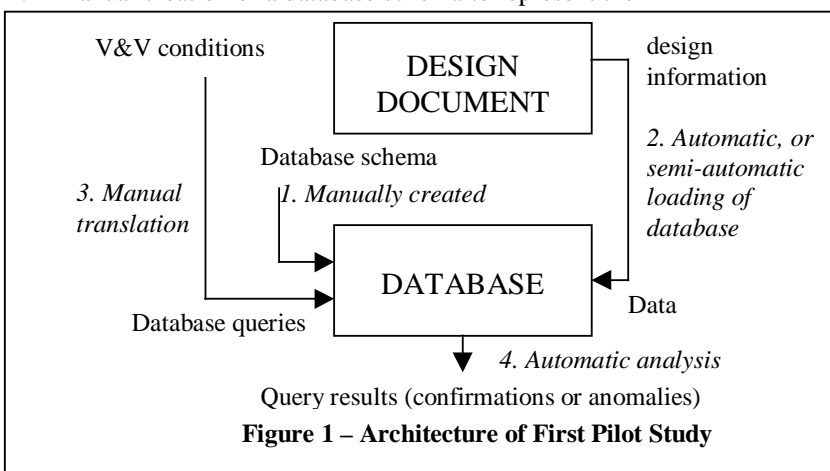 V&V conditions
DESIGN
DOCUMENT
design
information
Database schema
1. Manually created
2. Automatic, or
semi-automatic
loading of
database
3. Manual
translation
DATABASE
Database queries
Data
4. Automatic analysis
Query results (confirmations or anomalies)
Figure 1 – Architecture of First Pilot Study